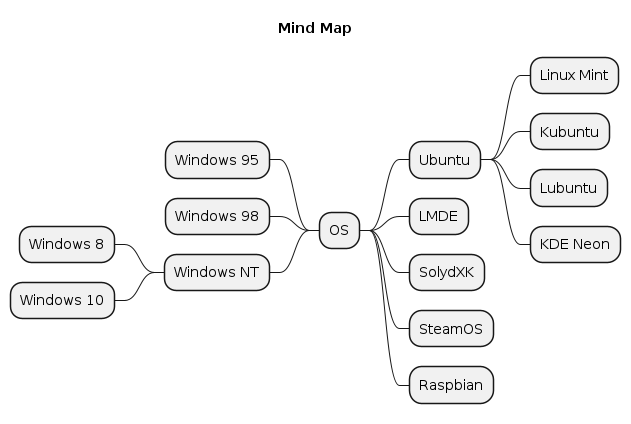 Mind Map
Linux Mint
Kubuntu
Windows 95
Ubuntu
Lubuntu
Windows 98
OS
LMDE
Windows 8
KDE Neon
Windows NT
SolydXK
Windows 10
SteamOS
Raspbian